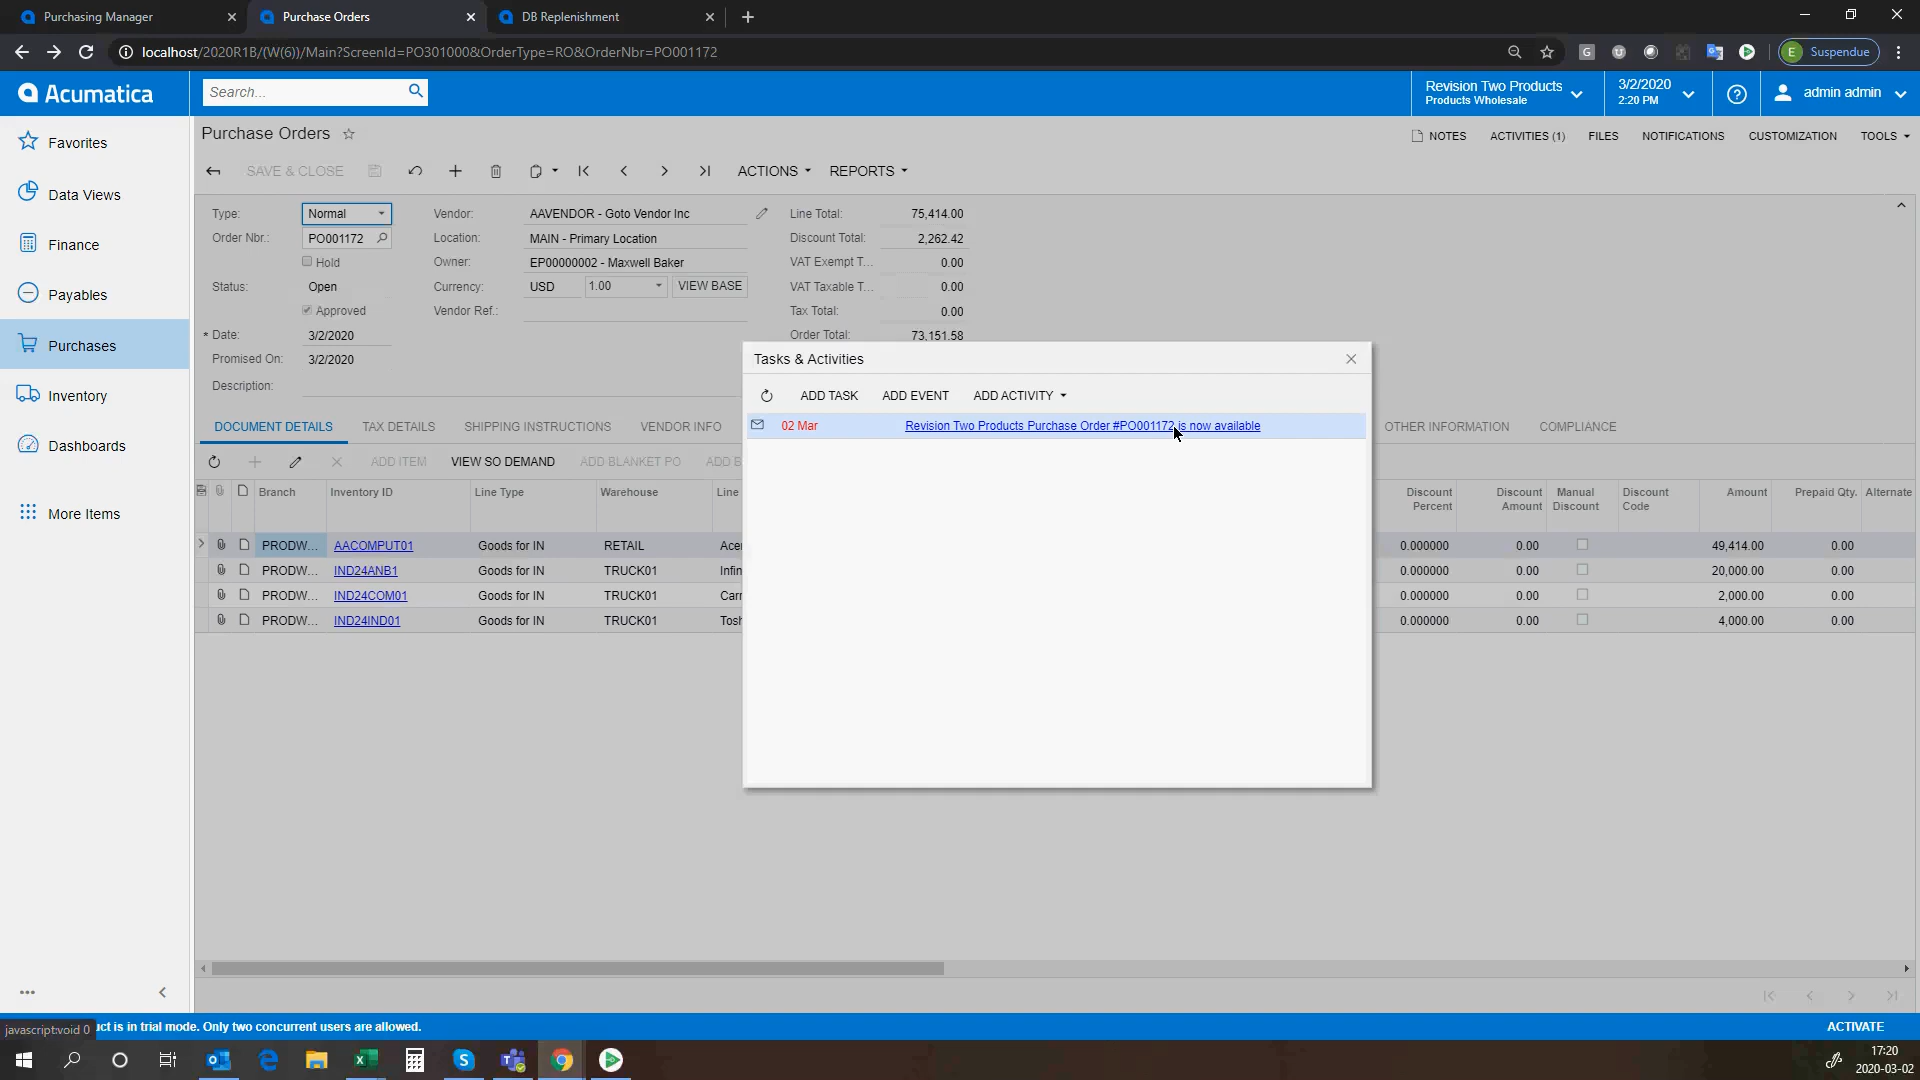 Purchasing Manager
Purchase Orders
DB Replenishment
localhost/2020R1B/(W(6))/Main?ScreenId=PO301000&OrderType=RO&OrderNbr=PO001172
E Suspendue
Acumatica
Search...
Revision Two Products
Products Wholesale
3/2/2020
2:20 PM
admin admin
Favorites
Data Views
Finance
Payables
Purchases
Inventory
Dashboards
More Items
Purchase Orders
NOTES ACTIVITIES (1) FILES NOTIFICATIONS CUSTOMIZATION TOOLS
SAVE & CLOSE ACTIONS REPORTS
Type: Normal Vendor: AAVENDOR - Goto Vendor Inc Line Total: 75,414.00
Order Nbr.: PO001172 Location: MAIN - Primary Location Discount Total: 2,262.42
Hold Owner: EP00000002 - Maxwell Baker VAT Exempt T... 0.00
Status: Open Currency: USD 1.00 VIEW BASE VAT Taxable T... 0.00
Approved Vendor Ref.: Tax Total: 0.00
* Date: 3/2/2020 Order Total: 73,151.58
Promised On: 3/2/2020
Description:
Tasks & Activities
ADD TASK ADD EVENT ADD ACTIVITY
02 Mar Revision Two Products Purchase Order #PO001172 is now available
DOCUMENT DETAILS TAX DETAILS SHIPPING INSTRUCTIONS VENDOR INFO OTHER INFORMATION COMPLIANCE
ADD ITEM VIEW SO DEMAND ADD BLANKET PO ADD B
Branch Inventory ID Line Type Warehouse Line Discount Percent Discount Amount Manual Discount Discount Code Amount Prepaid Qty. Alternate
PRODW... AACOMPUT01 Goods for IN RETAIL Acer 0.000000 0.00 49,414.00 0.00
PRODW... IND24ANB1 Goods for IN TRUCK01 Infin 0.000000 0.00 20,000.00 0.00
PRODW... IND24COM01 Goods for IN TRUCK01 Carr 0.000000 0.00 2,000.00 0.00
PRODW... IND24IND01 Goods for IN TRUCK01 Tosh 0.000000 0.00 4,000.00 0.00
javascript:void 0
uct is in trial mode. Only two concurrent users are allowed.
ACTIVATE
17:20
2020-03-02